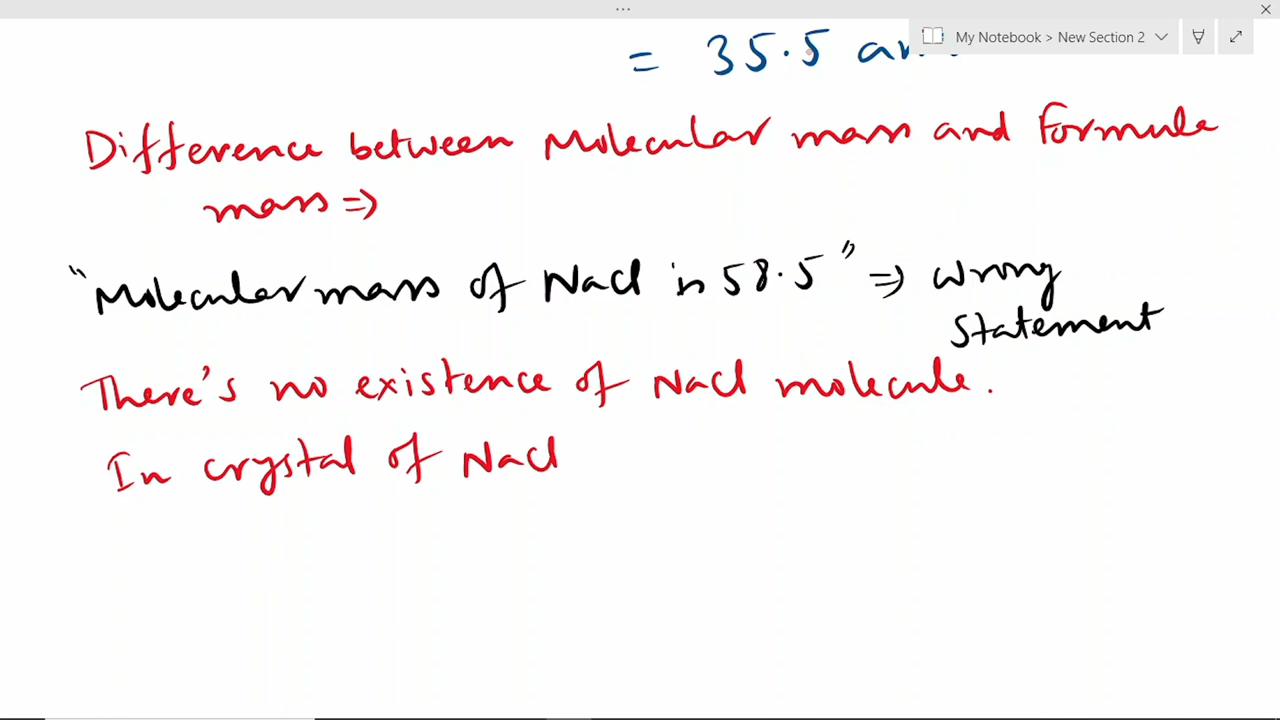 My Notebook > New Section 2
= 35.5
Difference between Molecular mass and Formule
mass ⇒
"Molecular mass of Nacl is 58.5" ⇒ wrong
statement
There's no existence of Nacl molecule.
In crystal of Nacl